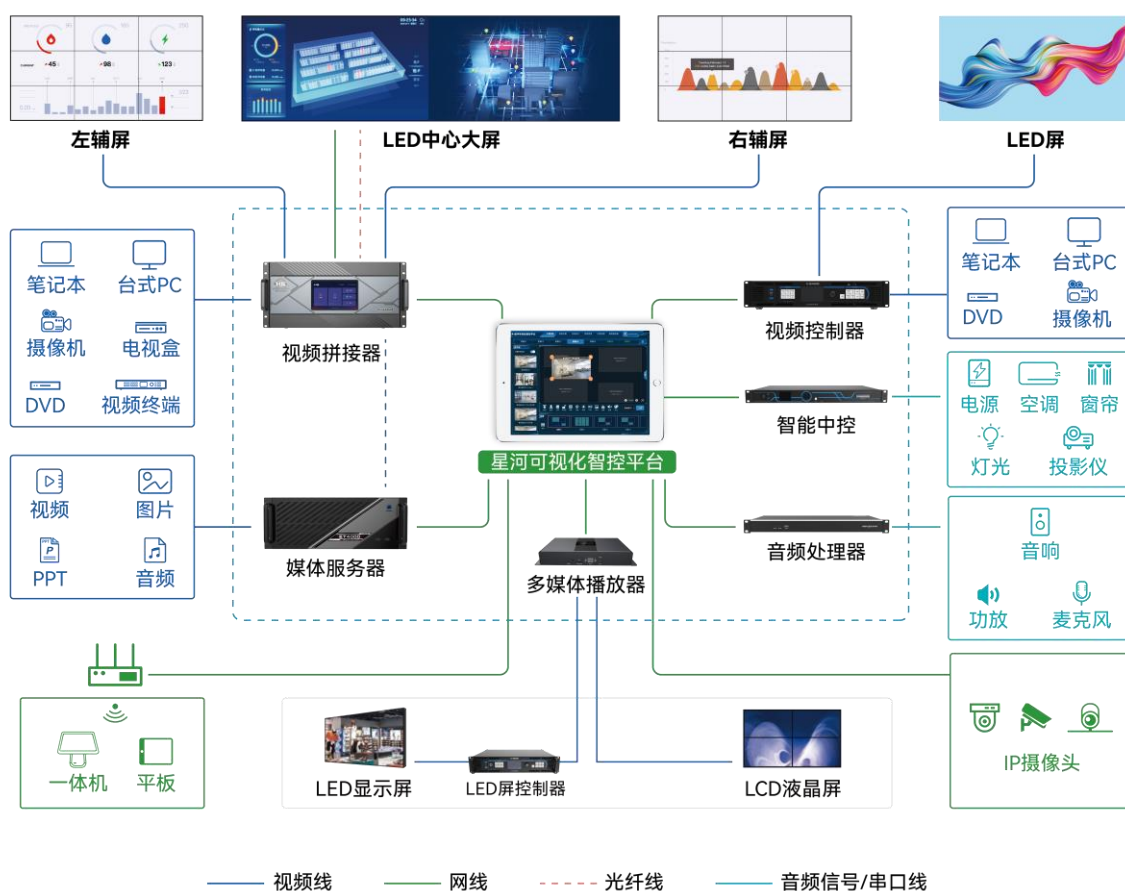 左辅屏
LED中心大屏
右辅屏
LED屏
笔记本
台式PC
摄像机
电视盒
DVD
视频终端
视频拼接器
视频控制器
笔记本
台式PC
DVD
摄像机
智能中控
电源
空调
窗帘
灯光
投影仪
星河可视化智控平台
视频
图片
PPT
音频
媒体服务器
多媒体播放器
音频处理器
音响
功放
麦克风
一体机
平板
LED显示屏
LED屏控制器
LCD液晶屏
IP摄像头
视频线
网线
光纤线
音频信号/串口线